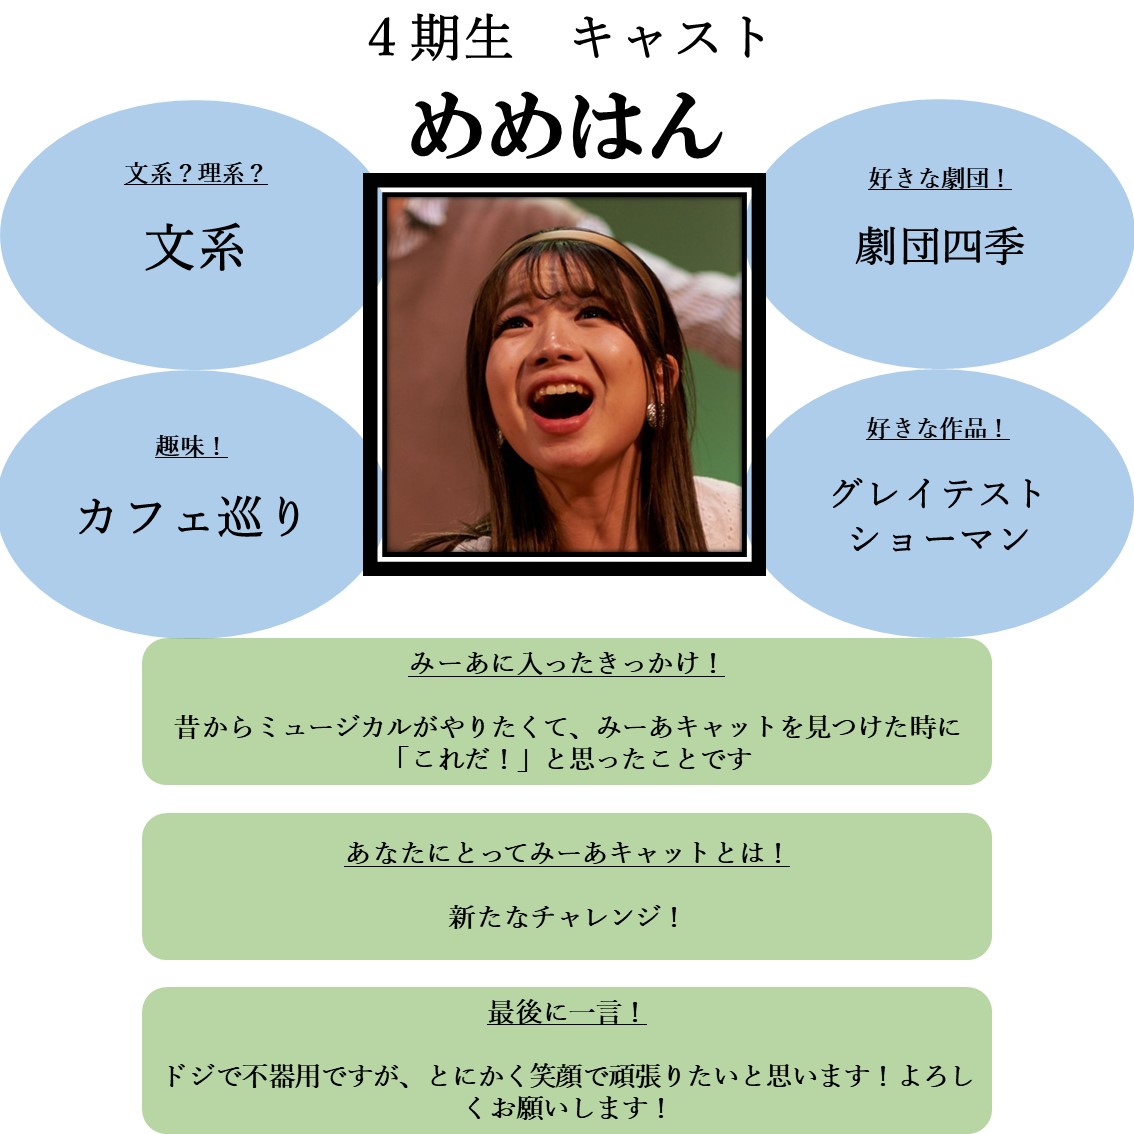 ４期生　キャスト
めめはん
文系？理系？
文系
好きな劇団！
劇団四季
趣味！
カフェ巡り
好きな作品！
グレイテスト
ショーマン
みーあに入ったきっかけ！
昔からミュージカルがやりたくて、みーあキャットを見つけた時に
「これだ！」と思ったことです
あなたにとってみーあキャットとは！
新たなチャレンジ！
最後に一言！
ドジで不器用ですが、とにかく笑顔で頑張りたいと思います！よろし
くお願いします！